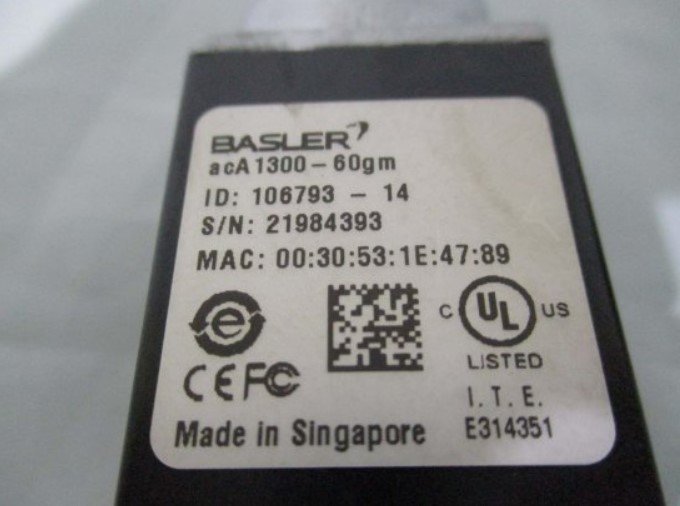 BASLER
acA1300-60gm
ID: 106793 - 14
S/N: 21984393
MAC: 00:30:53:1E:47:89
e
C UL US
LISTED
CE FC
I.T.E.
Made in Singapore E314351